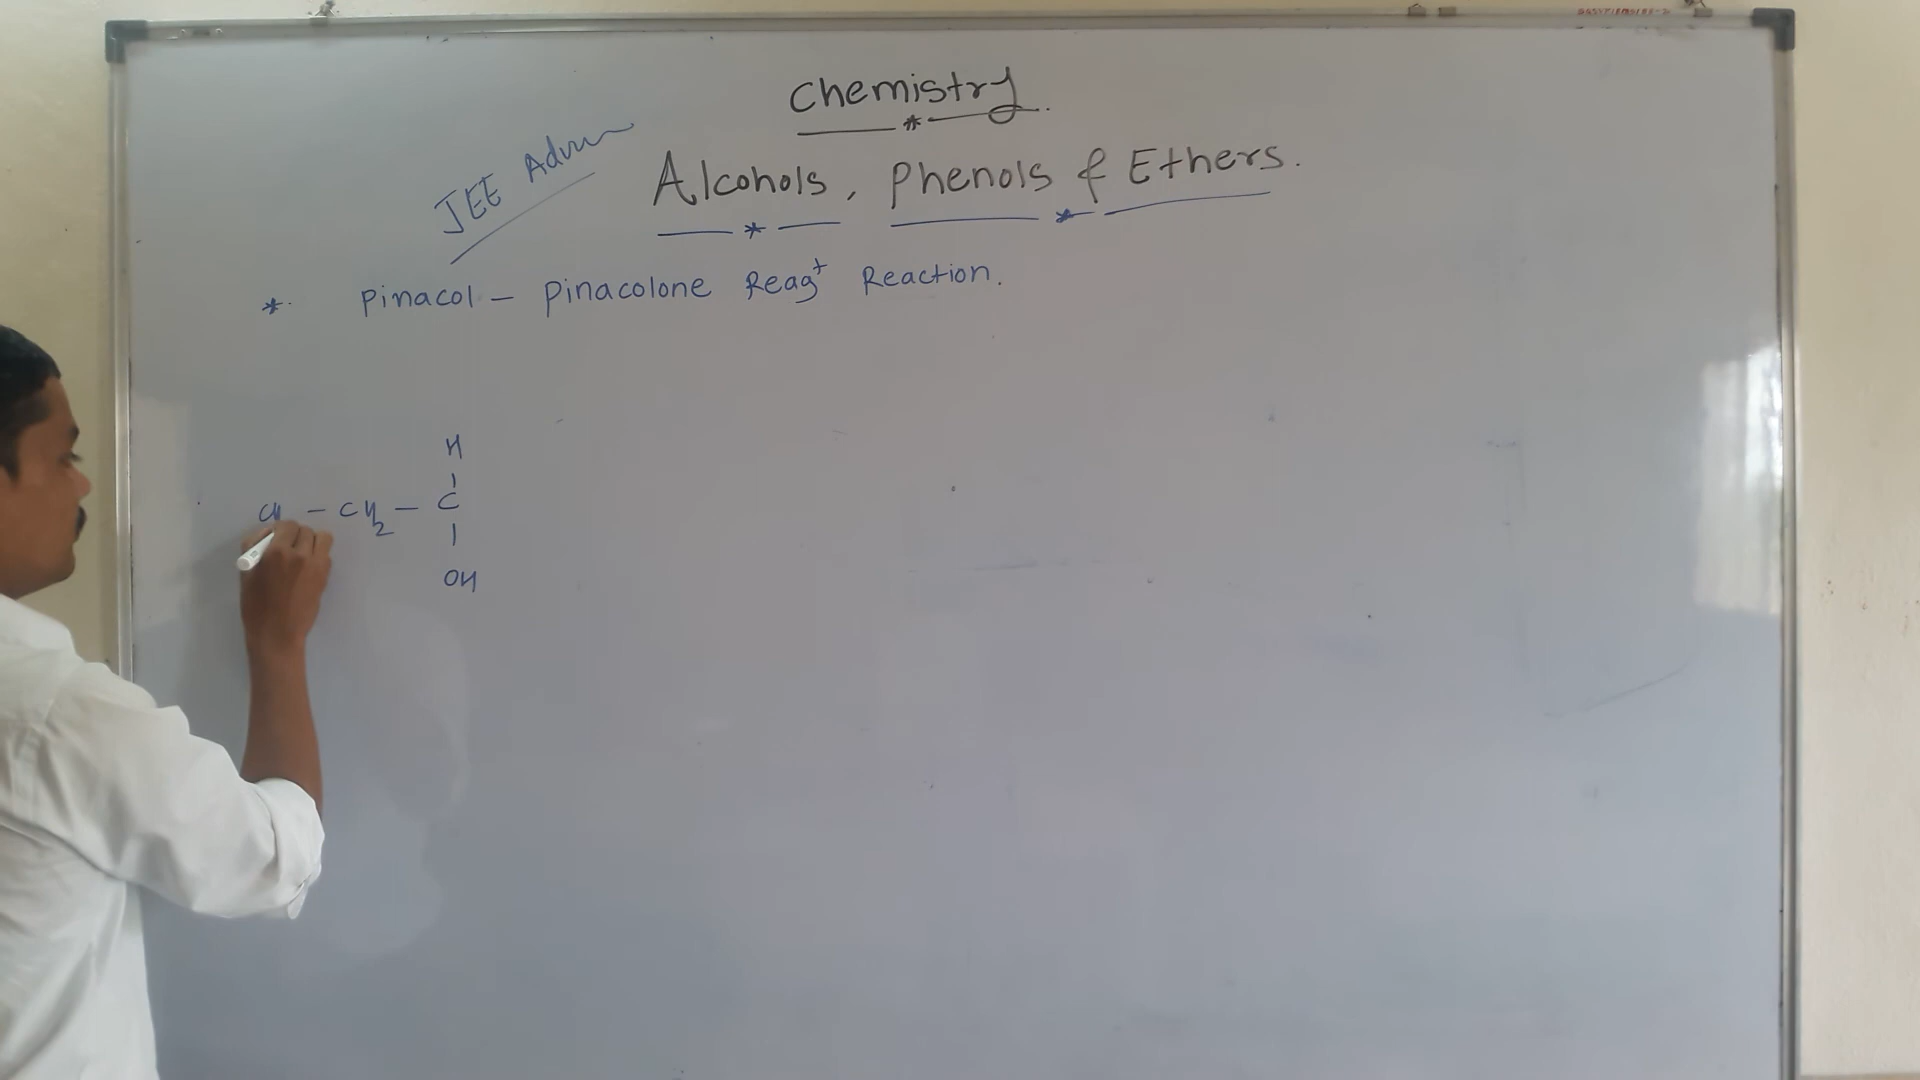 Chemistry.
JEE Adv
Alcohols, Phenols & Ethers.
* Pinacol - Pinacolone Reagt Reaction.
H
CH - CH2 - C
OH